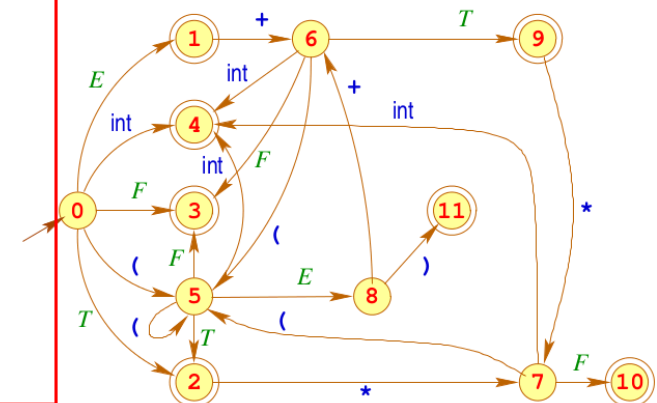 + T
1 6 9
E int
+
int int
4
int F
F
0 3 11 *
( F ( )
E
5 8
T ( T (
2 7 F 10
*